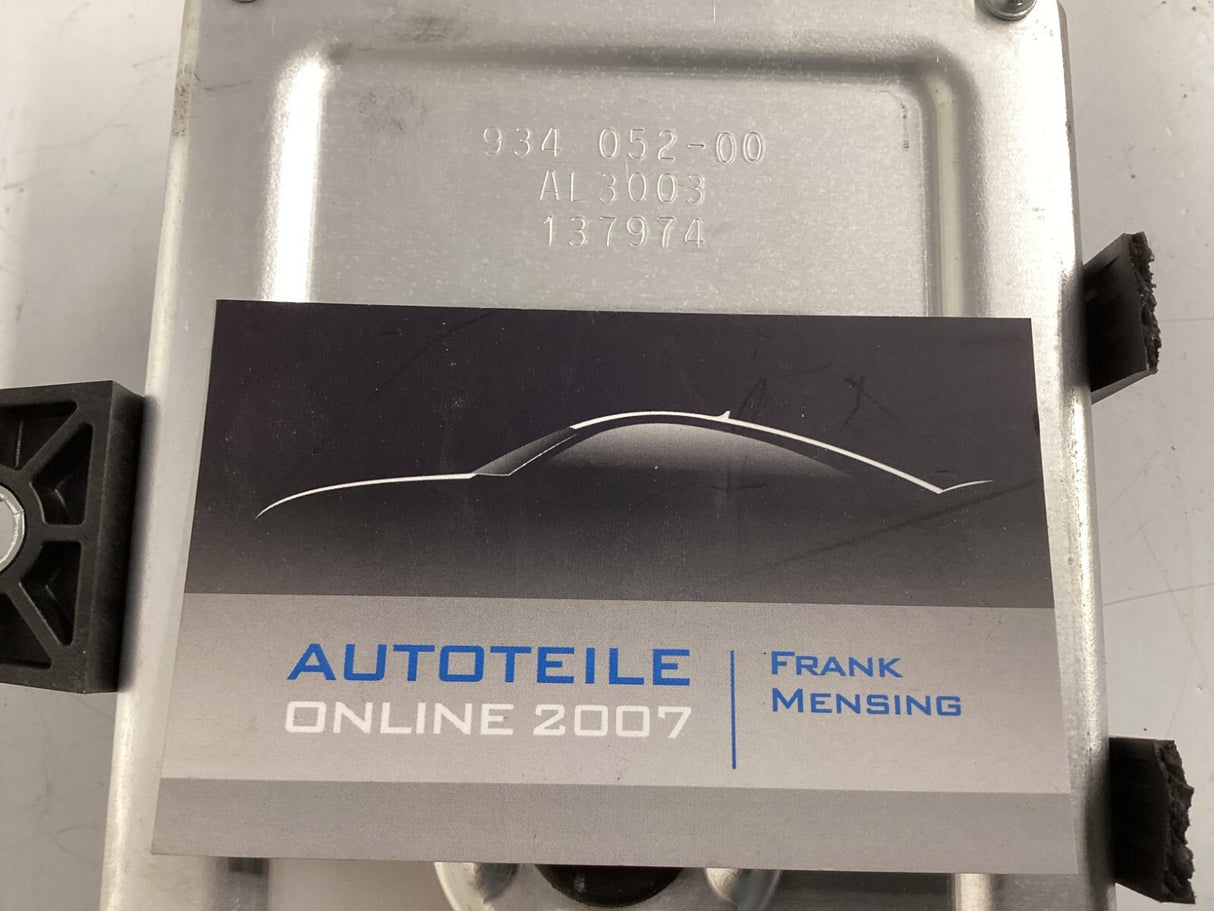 934 052-00
AL3003
137974
AUTOTEILE
ONLINE 2007
FRANK
MENSING